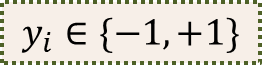 yᵢ ∈ {−1, +1}